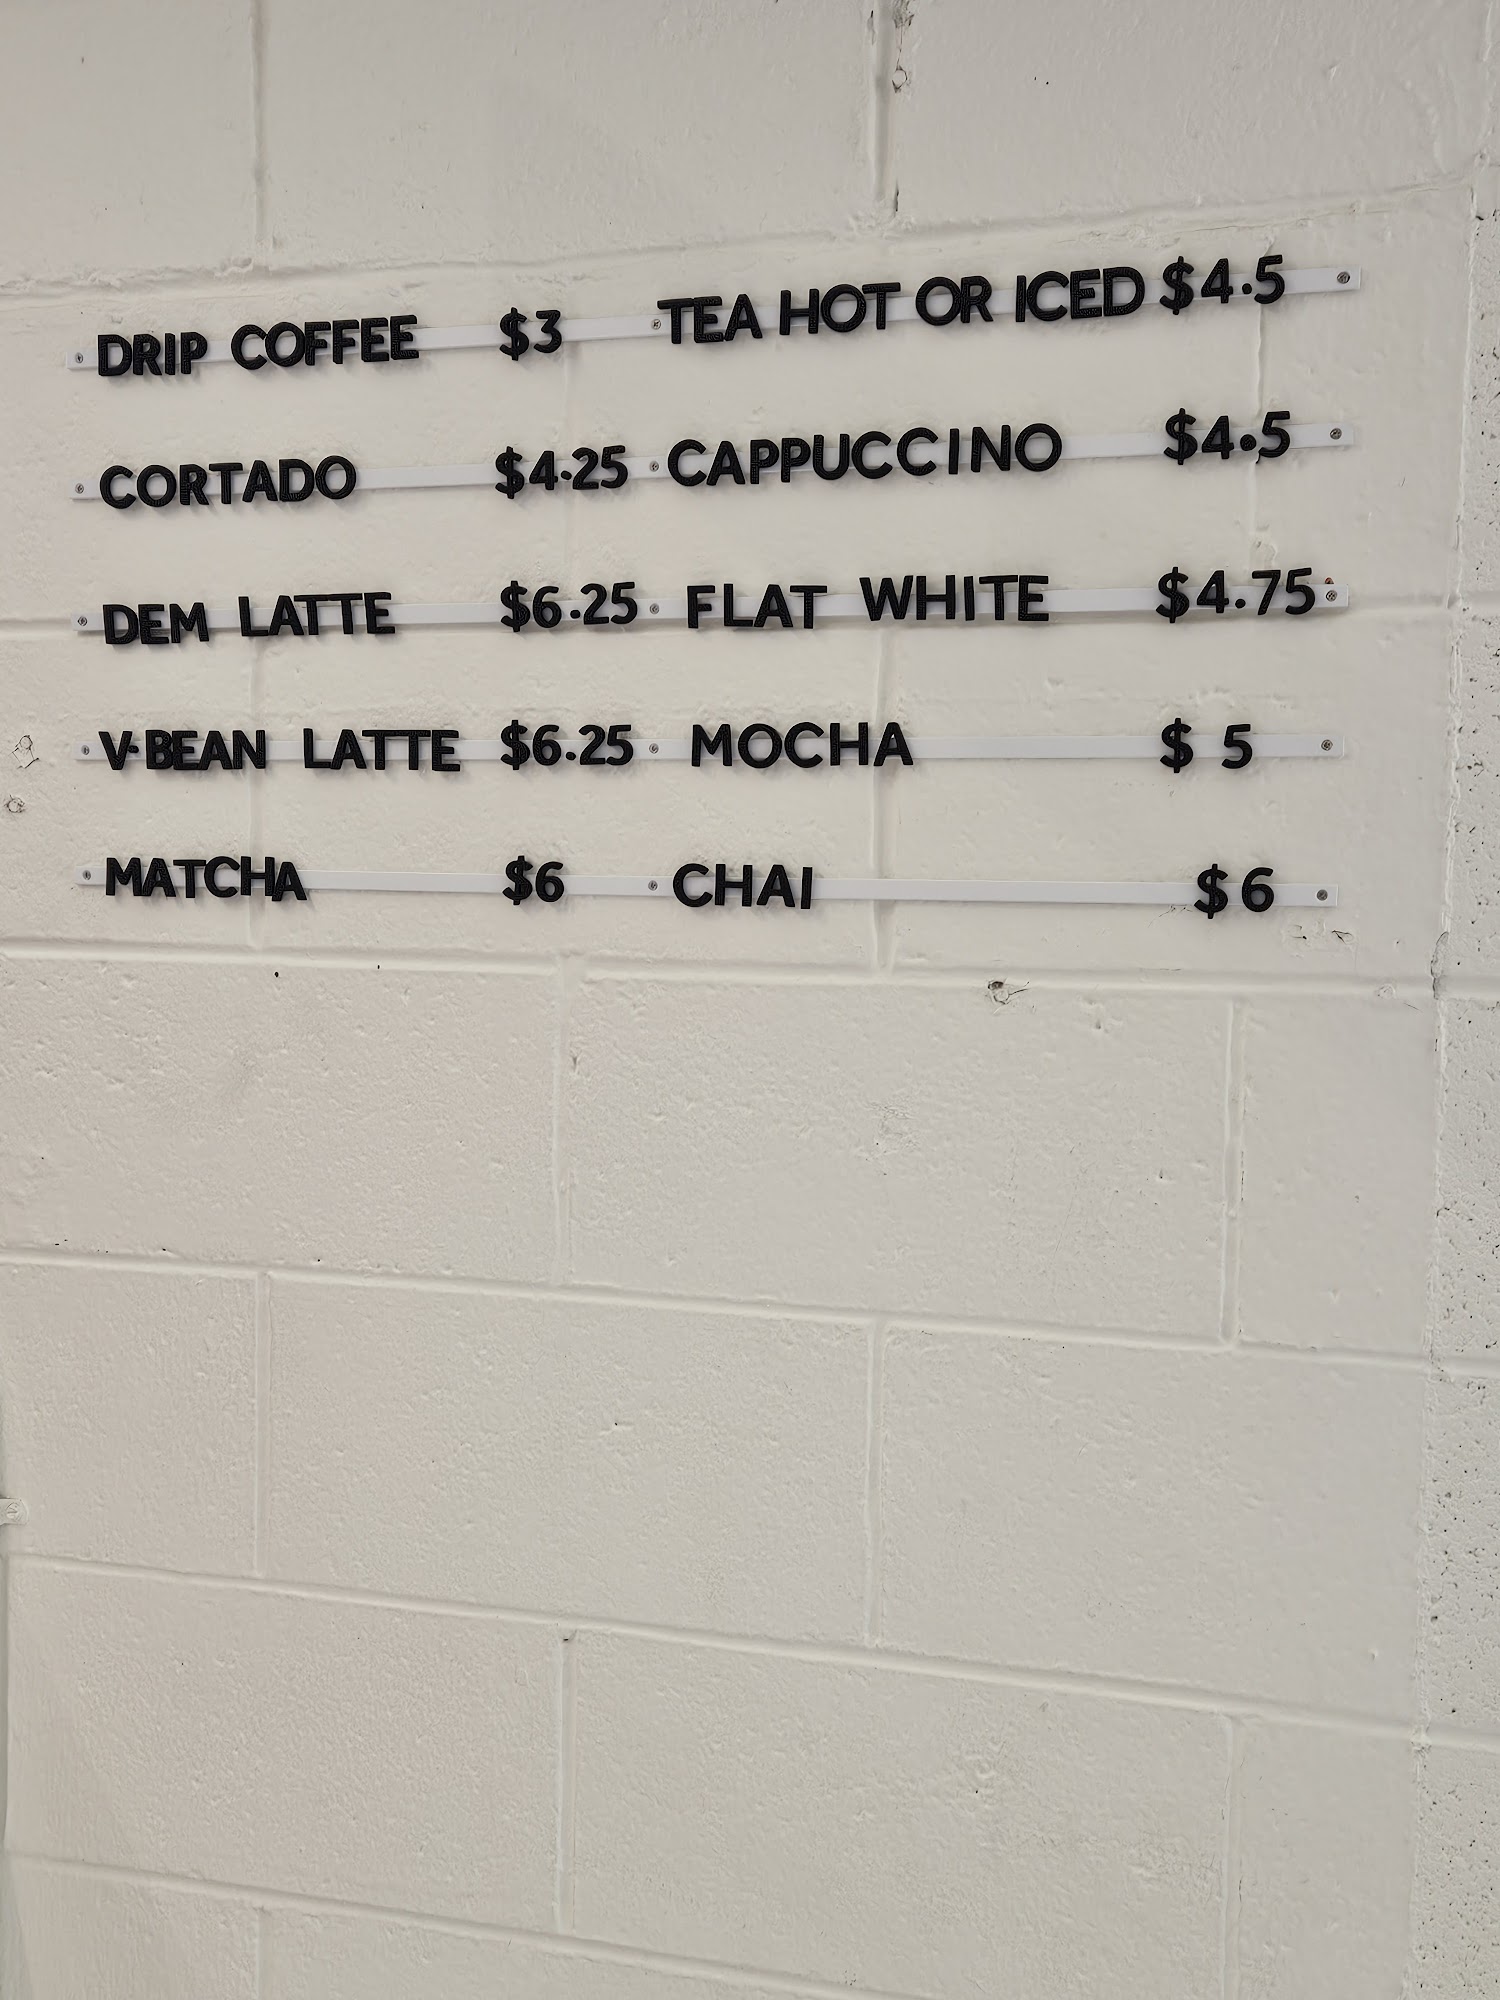 DRIP COFFEE $3 TEA HOT OR ICED $4.5
CORTADO $4.25 CAPPUCCINO $4.5
DEM LATTE $6.25 FLAT WHITE $4.75
V-BEAN LATTE $6.25 MOCHA $ 5
MATCHA $6 CHAI $6